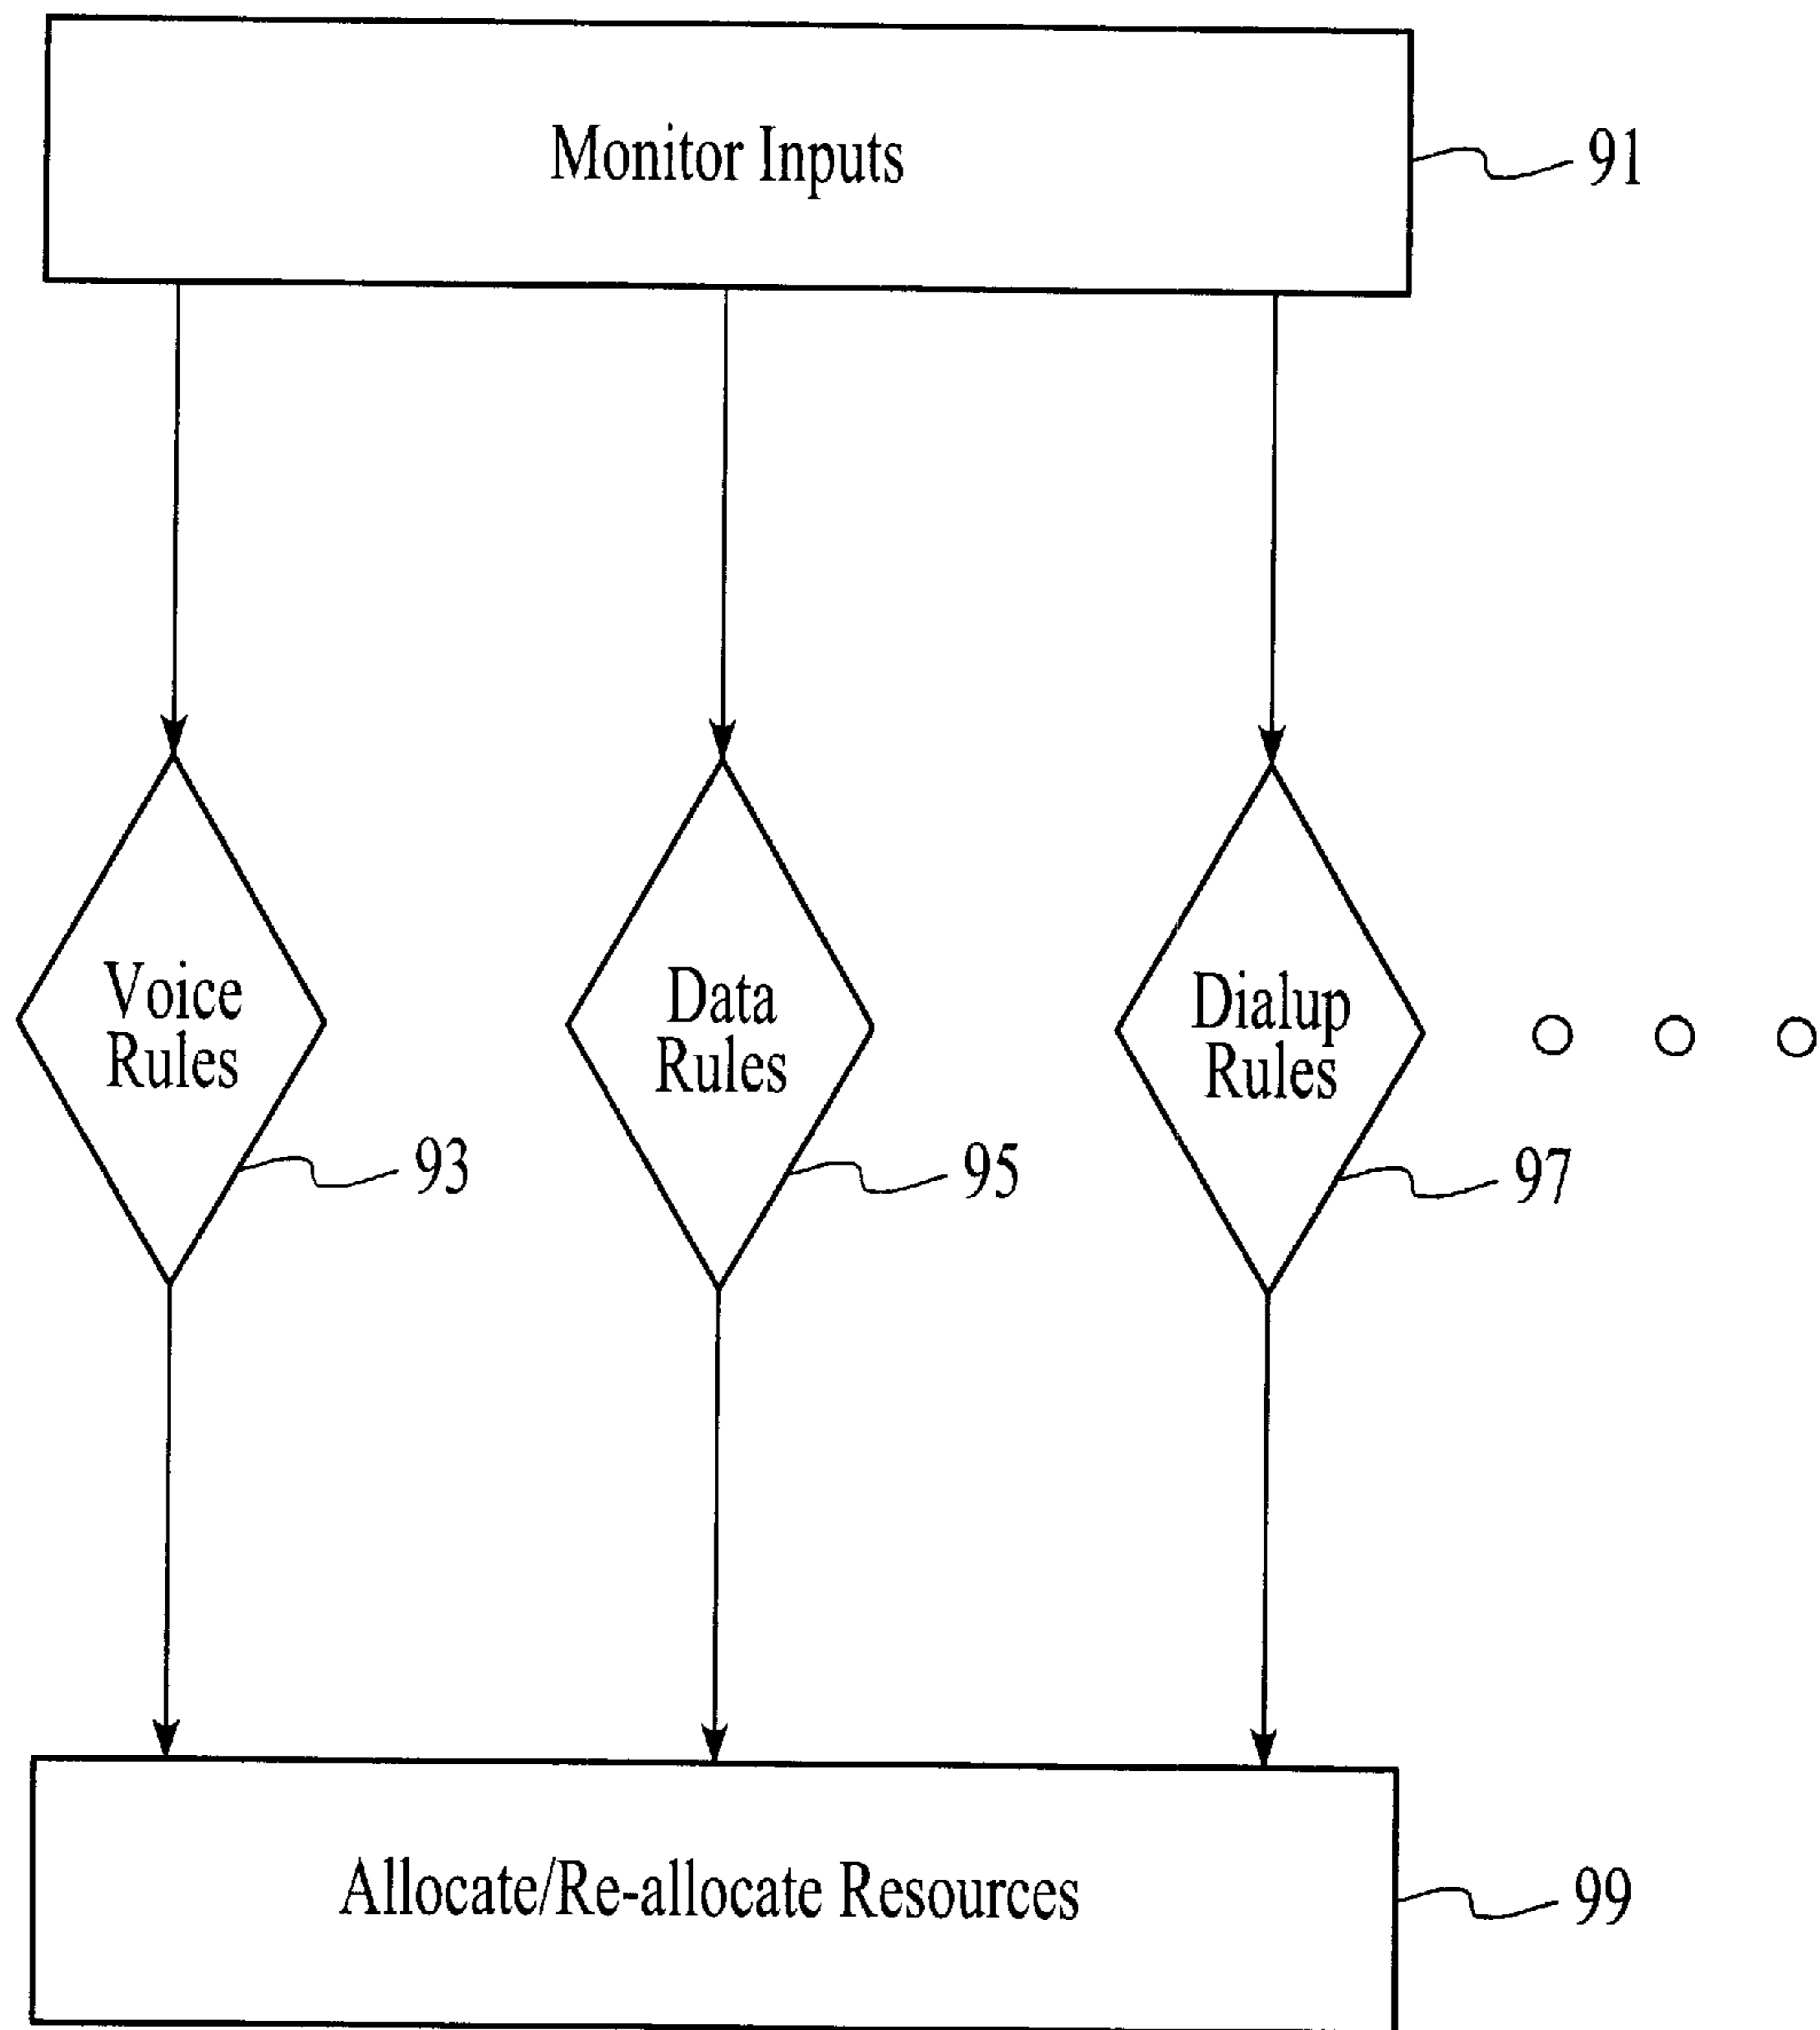 Monitor Inputs
91
Voice
Rules
Data
Rules
Dialup
Rules
93
95
97
Allocate/Re-allocate Resources
99